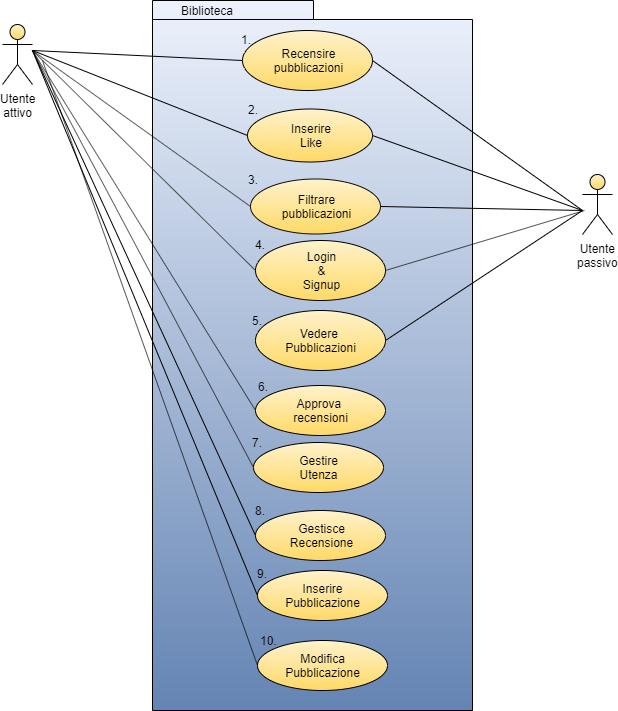 Biblioteca
Utente
attivo
1.
Recensire
pubblicazioni
2.
Inserire
Like
3.
Filtrare
pubblicazioni
4.
Login
&
Signup
Utente
passivo
5.
Vedere
Pubblicazioni
6.
Approva
recensioni
7.
Gestire
Utenza
8.
Gestisce
Recensione
9.
Inserire
Pubblicazione
10.
Modifica
Pubblicazione